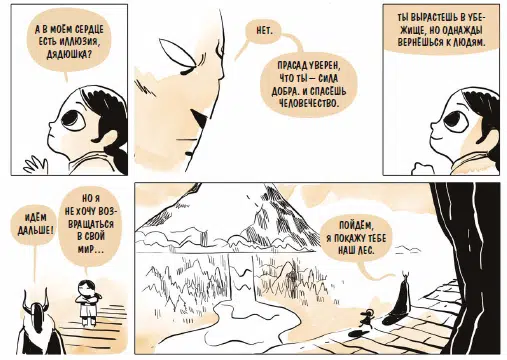 А В МОЁМ СЕРДЦЕ
ЕСТЬ ИЛЛЮЗИЯ,
ДЯДЮШКА?
НЕТ.
ПРАСАД УВЕРЕН,
ЧТО ТЫ – СИЛА
ДОБРА. И СПАСЁШЬ
ЧЕЛОВЕЧЕСТВО.
ТЫ ВЫРАСТЕШЬ В УБЕ-
ЖИЩЕ, НО ОДНАЖДЫ
ВЕРНЁШЬСЯ К ЛЮДЯМ.
ИДЁМ
ДАЛЬШЕ!
НО Я
НЕ ХОЧУ ВОЗ-
ВРАЩАТЬСЯ
В СВОЙ
МИР...
ПОЙДЁМ,
Я ПОКАЖУ ТЕБЕ
НАШ ЛЕС.